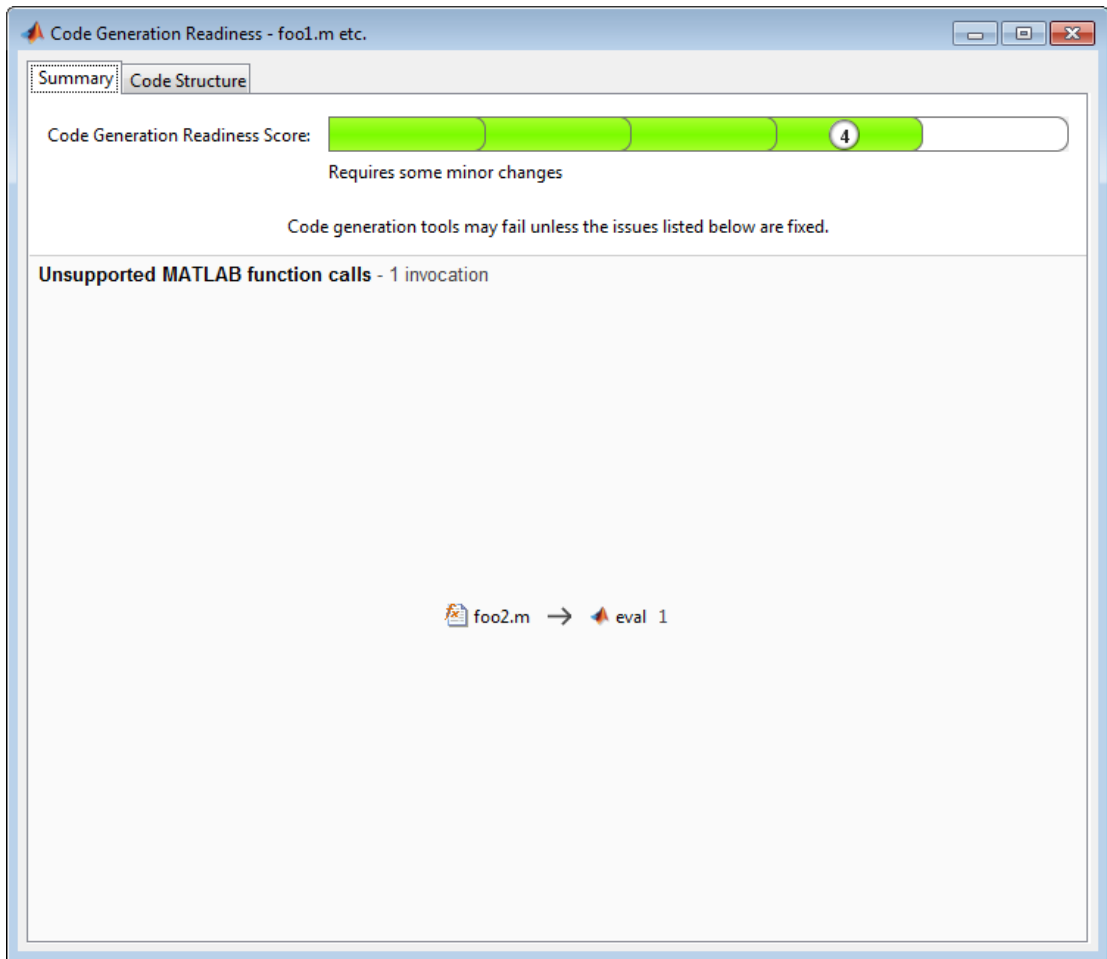 Code Generation Readiness - foo1.m etc.
Summary Code Structure
Code Generation Readiness Score: 4
Requires some minor changes
Code generation tools may fail unless the issues listed below are fixed.
Unsupported MATLAB function calls - 1 invocation
foo2.m → eval 1